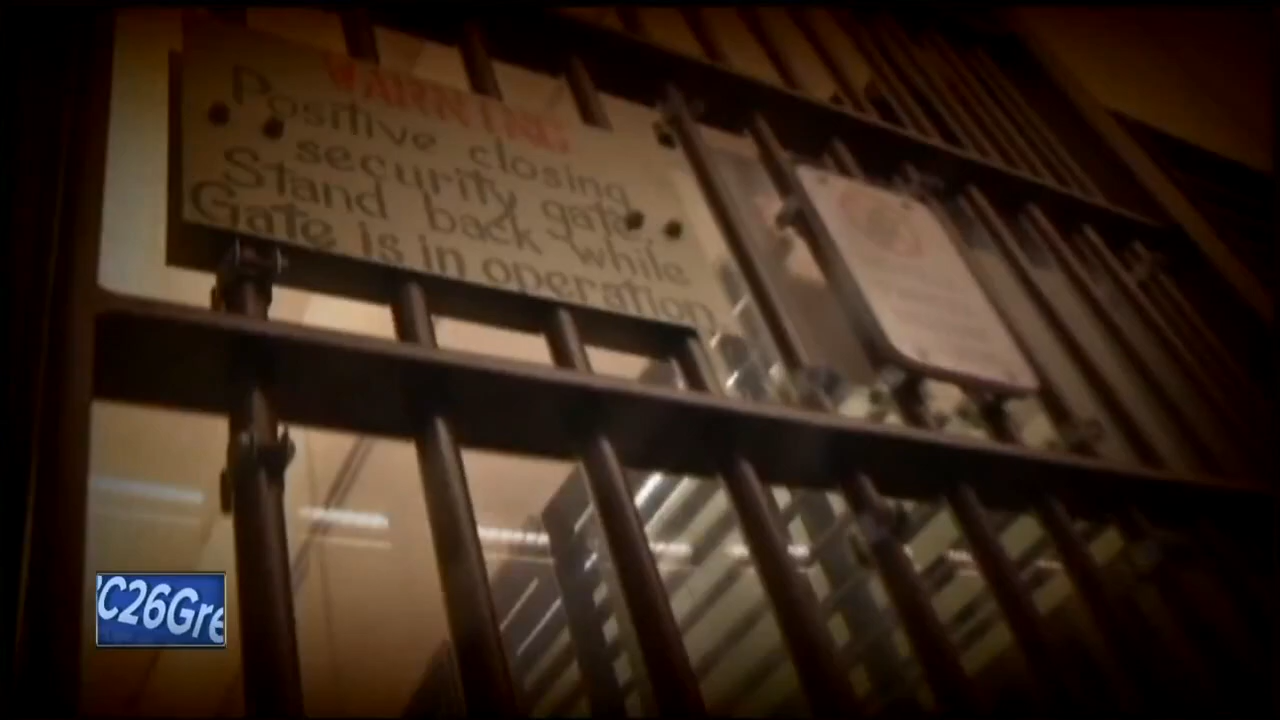 WARNING
Positive closing
security gate.
Stand back while
Gate is in operation
C26Gre